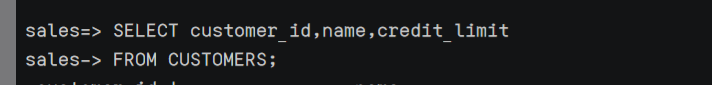 sales=> SELECT customer_id,name,credit_limit
sales-> FROM CUSTOMERS;